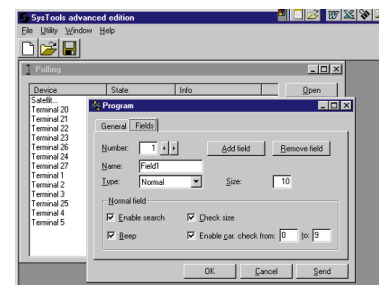 SysTools advanced edition
File Utility Window Help
Polling
Device State Info Open
Satellit...
Terminal 20
Terminal 21
Terminal 22
Terminal 23
Terminal 26
Terminal 24
Terminal 27
Terminal 1
Terminal 2
Terminal 3
Terminal 25
Terminal 4
Terminal 5
Program
General Fields
Number: 1 Add field Remove field
Name: Field1
Type: Normal Size: 10
Normal field
Enable search Check size
Beep Enable car. check from: 0 to: 9
OK Cancel Send